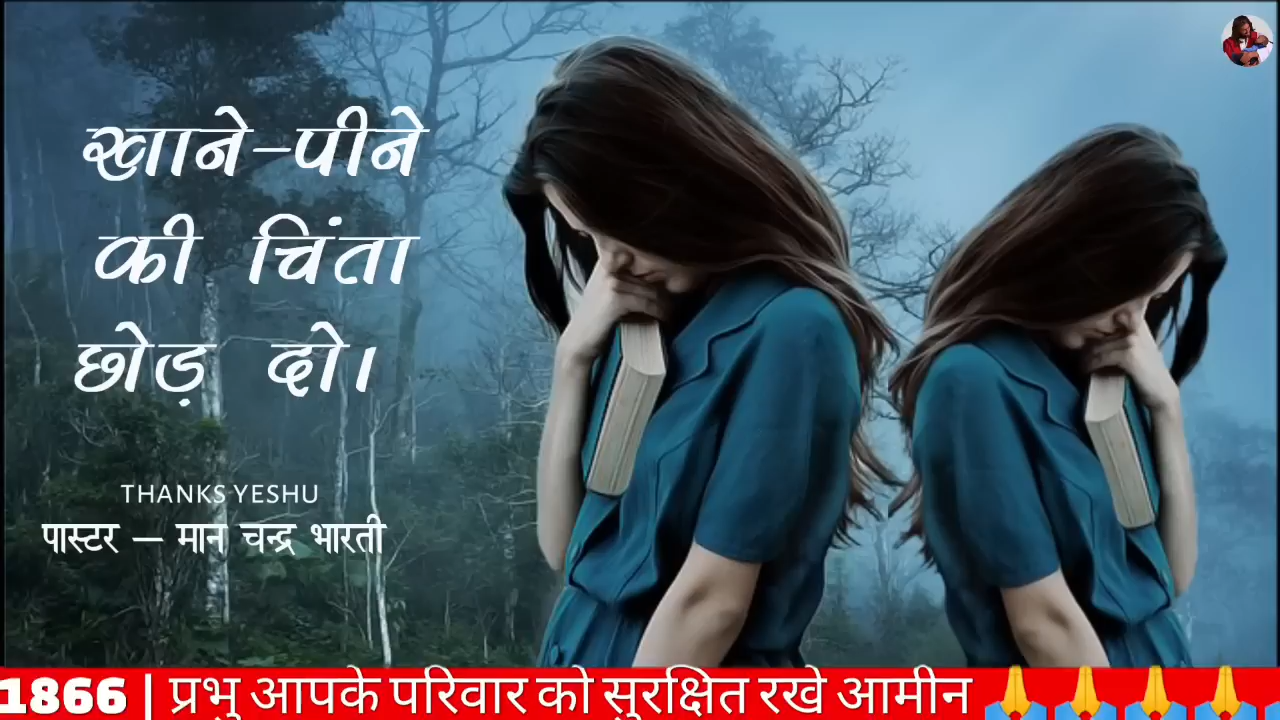 खाने-पीने
की चिंता
छोड़ दो।
THANKS YESHU
पास्टर – मान चन्द्र भारती
1866 | प्रभु आपके परिवार को सुरक्षित रखे आमीन 🙏🙏🙏🙏